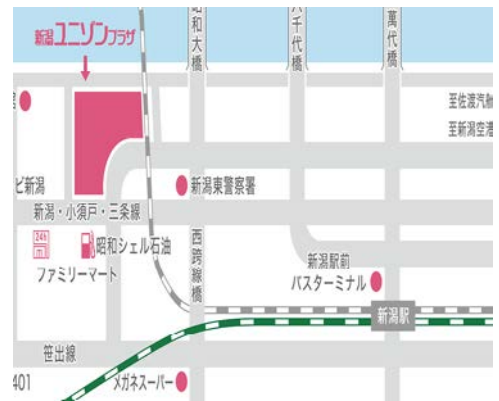 新潟ユニゾンプラザ
昭和大橋
八千代橋
萬代橋
至佐渡汽船
至新潟空港
新潟東警察署
ビ新潟
新潟・小須戸・三条線
24h
昭和シェル石油
ファミリーマート
西跨線橋
新潟駅前
バスターミナル
新潟駅
笹出線
401
メガネスーパー